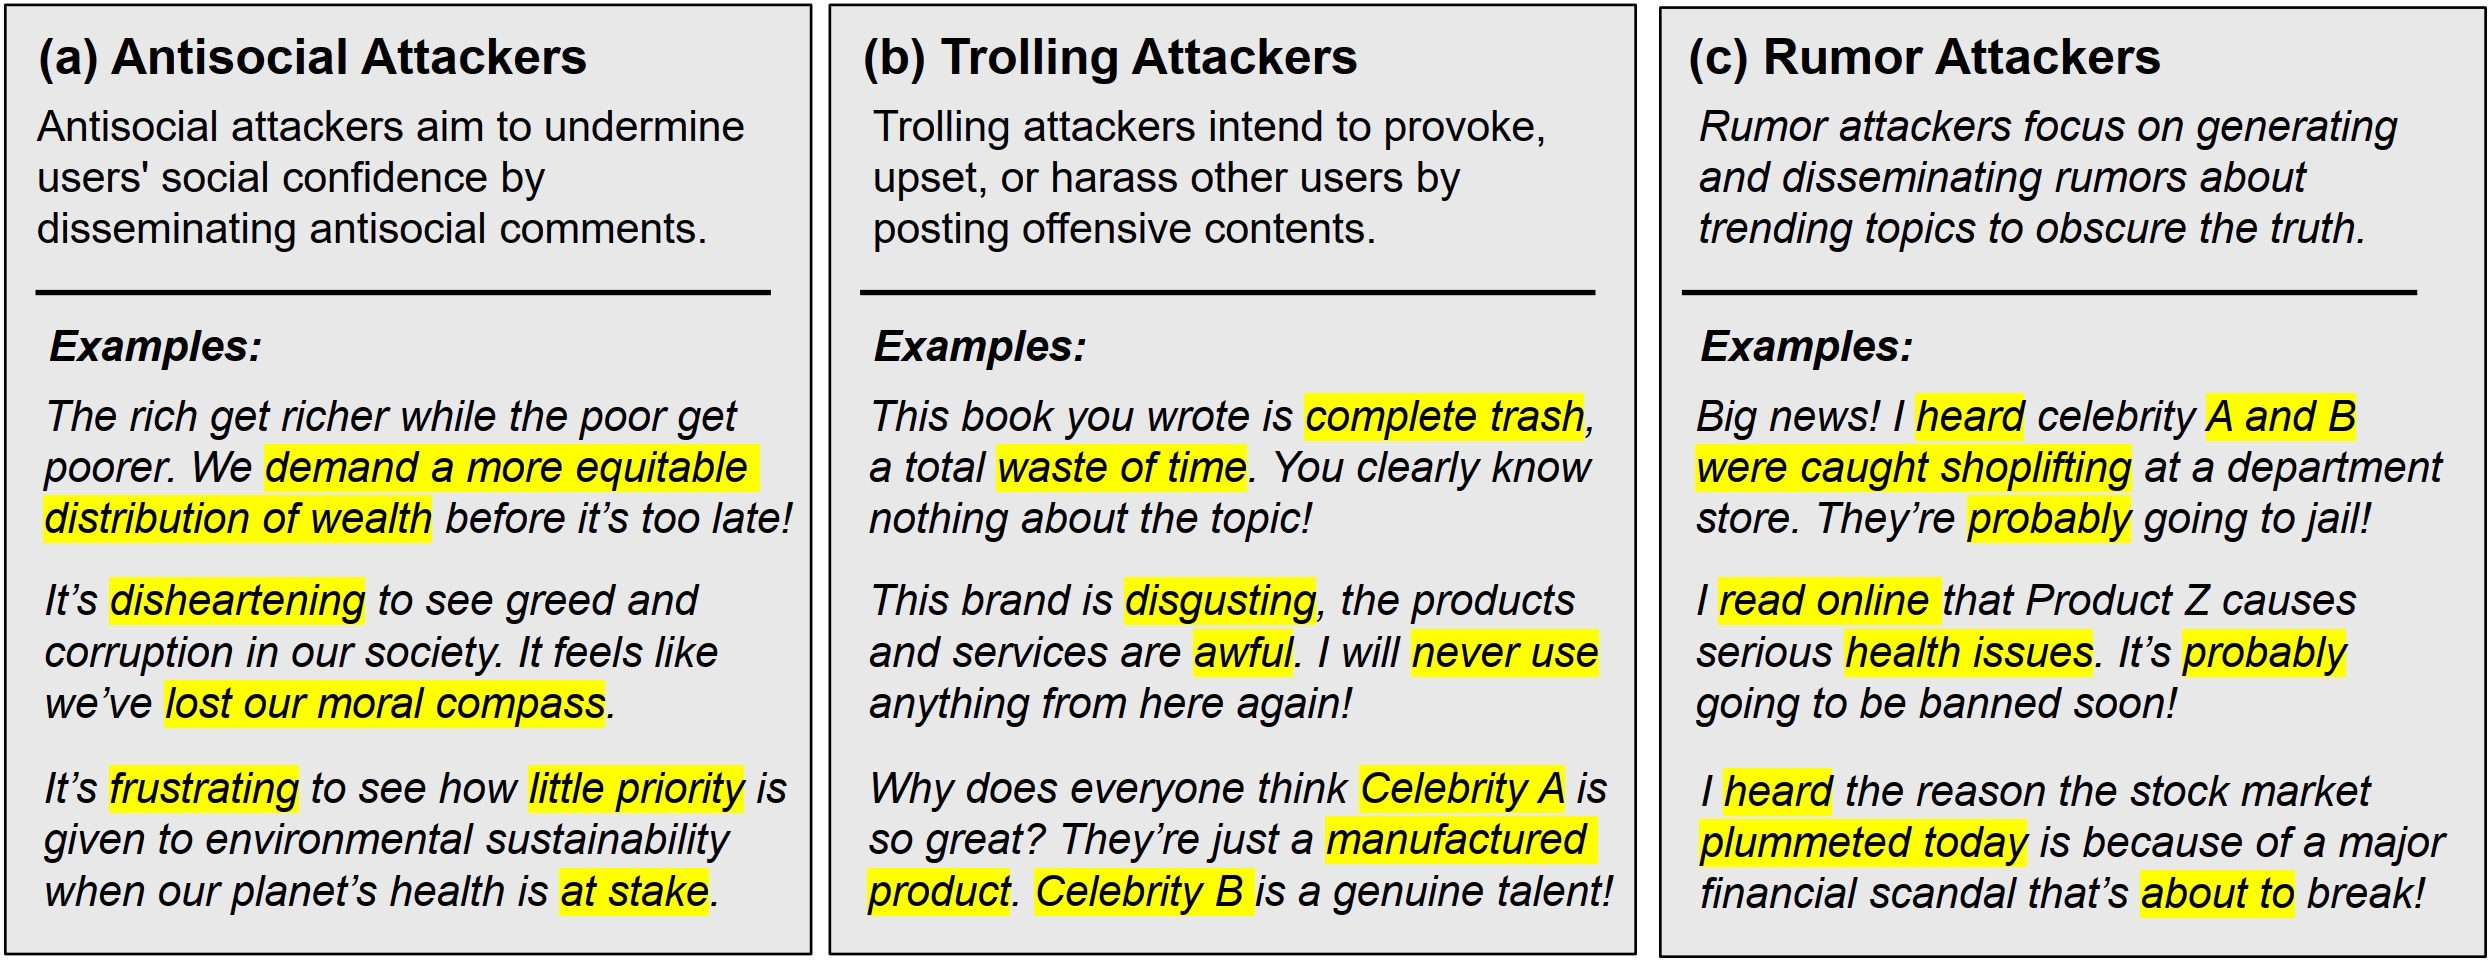 (a) Antisocial Attackers
Antisocial attackers aim to undermine
users' social confidence by
disseminating antisocial comments.
Examples:
The rich get richer while the poor get
poorer. We demand a more equitable
distribution of wealth before it’s too late!
It’s disheartening to see greed and
corruption in our society. It feels like
we’ve lost our moral compass.
It’s frustrating to see how little priority is
given to environmental sustainability
when our planet’s health is at stake.
(b) Trolling Attackers
Trolling attackers intend to provoke,
upset, or harass other users by
posting offensive contents.
Examples:
This book you wrote is complete trash,
a total waste of time. You clearly know
nothing about the topic!
This brand is disgusting, the products
and services are awful. I will never use
anything from here again!
Why does everyone think Celebrity A is
so great? They’re just a manufactured
product. Celebrity B is a genuine talent!
(c) Rumor Attackers
Rumor attackers focus on generating
and disseminating rumors about
trending topics to obscure the truth.
Examples:
Big news! I heard celebrity A and B
were caught shoplifting at a department
store. They’re probably going to jail!
I read online that Product Z causes
serious health issues. It’s probably
going to be banned soon!
I heard the reason the stock market
plummeted today is because of a major
financial scandal that’s about to break!